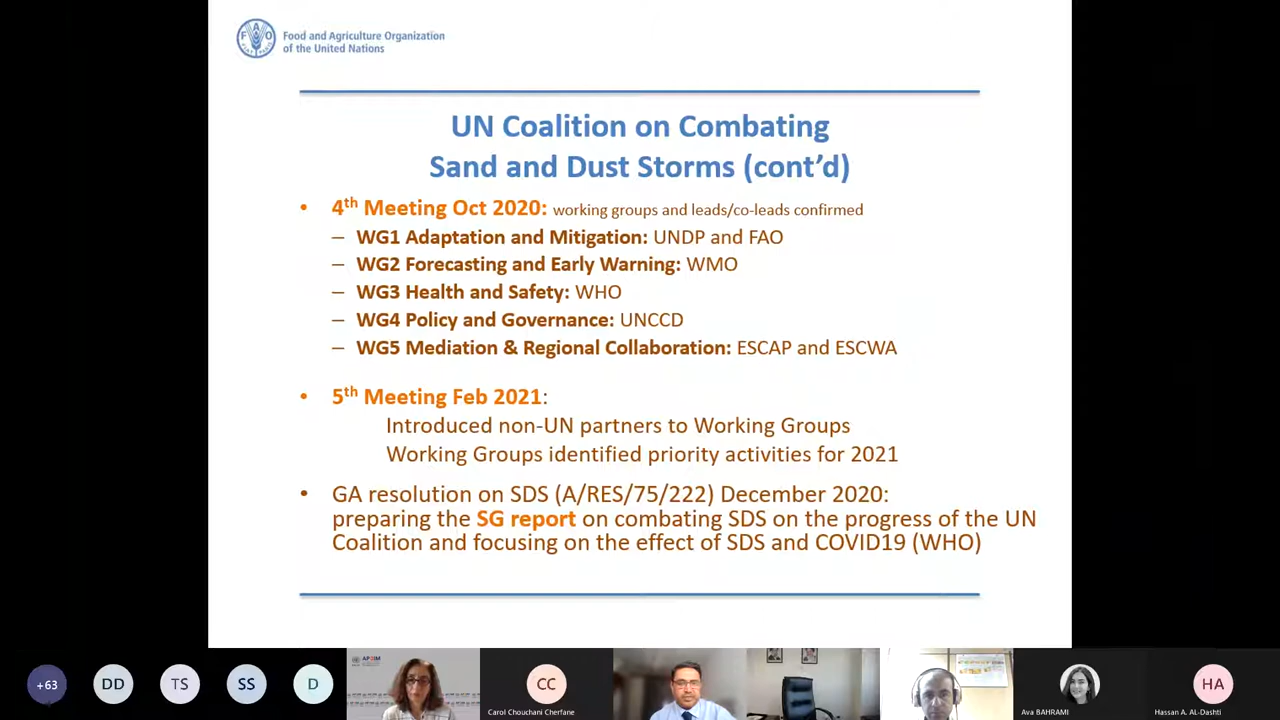 Food and Agriculture Organization
of the United Nations
UN Coalition on Combating
Sand and Dust Storms (cont’d)
• 4th Meeting Oct 2020: working groups and leads/co-leads confirmed
– WG1 Adaptation and Mitigation: UNDP and FAO
– WG2 Forecasting and Early Warning: WMO
– WG3 Health and Safety: WHO
– WG4 Policy and Governance: UNCCD
– WG5 Mediation & Regional Collaboration: ESCAP and ESCWA
• 5th Meeting Feb 2021:
Introduced non-UN partners to Working Groups
Working Groups identified priority activities for 2021
• GA resolution on SDS (A/RES/75/222) December 2020:
preparing the SG report on combating SDS on the progress of the UN
Coalition and focusing on the effect of SDS and COVID19 (WHO)
+63
DD
TS
SS
D
CC
HA
Carol Chouchani Cherfane
Ava BAHRAMI
Hassan A. AL-Dashti